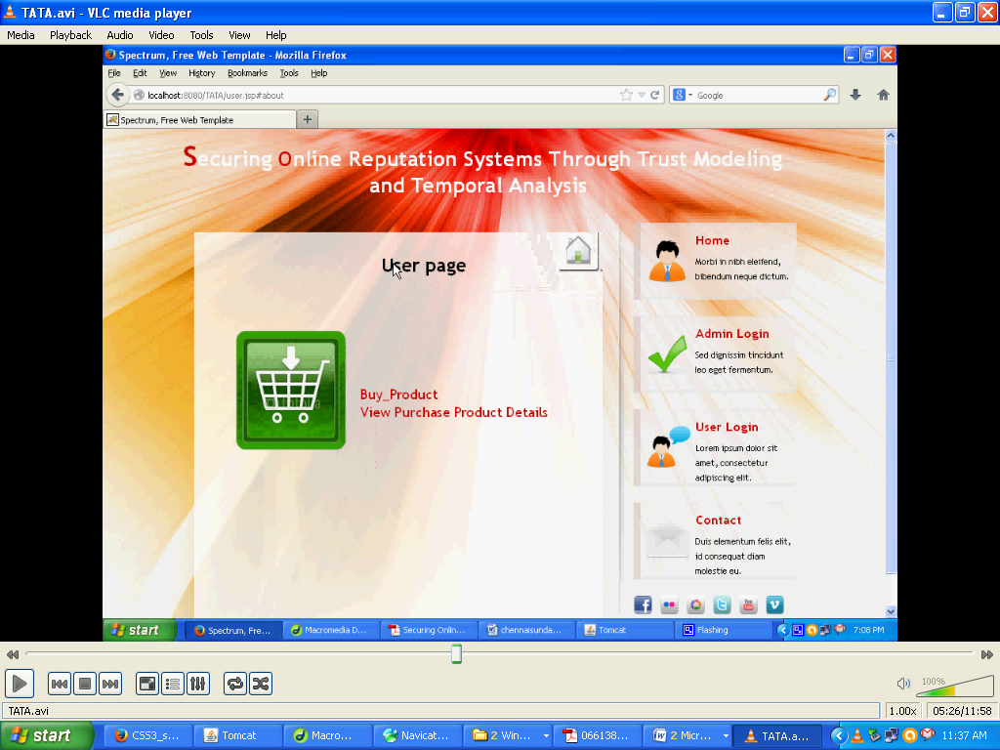 TATA.avi - VLC media player
Media Playback Audio Video Tools View Help
Spectrum, Free Web Template - Mozilla Firefox
File Edit View History Bookmarks Tools Help
localhost:8080/TATA/user.jsp#about
Google
Spectrum, Free Web Template
Securing Online Reputation Systems Through Trust Modeling
and Temporal Analysis
User page
Buy_Product
View Purchase Product Details
Home
Morbi in nibh eleifend,
bibendum neque dictum.
Admin Login
Sed dignissim tincidunt
leo eget fermentum.
User Login
Lorem ipsum dolor sit
amet, consectetur
adipiscing elit.
Contact
Duis elementum felis elit,
id consequat diam
molestie eu.
start Spectrum, Fre... Macromedia D... Securing Onlin... chennaisunda... Tomcat Flashing 7:08 PM
100%
TATA.avi 1.00x 05:26/11:58
start CSS3_s... Tomcat Macro... Navicat... 2 Win... 066138... 2 Micr... TATA.a... 11:37 AM